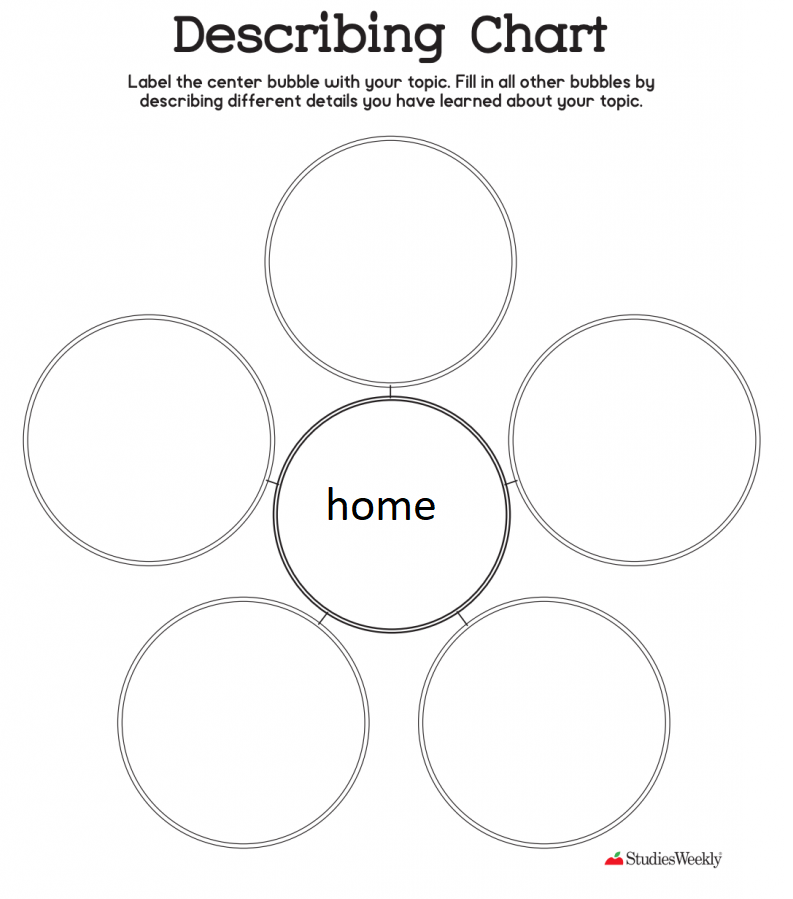 Describing Chart
Label the center bubble with your topic. Fill in all other bubbles by
describing different details you have learned about your topic.
home
StudiesWeekly